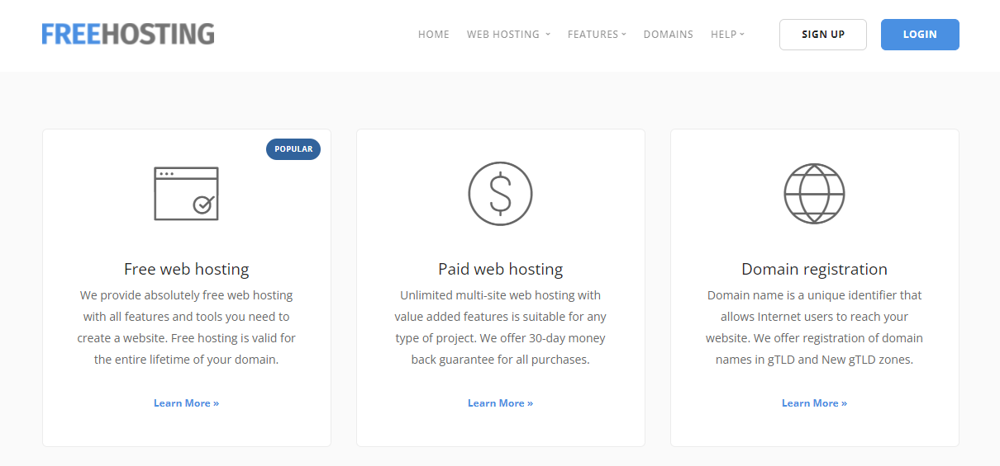 FREEHOSTING
HOME WEB HOSTING FEATURES DOMAINS HELP SIGN UP LOGIN
POPULAR
Free web hosting
We provide absolutely free web hosting
with all features and tools you need to
create a website. Free hosting is valid for
the entire lifetime of your domain.
Learn More »
Paid web hosting
Unlimited multi-site web hosting with
value added features is suitable for any
type of project. We offer 30-day money
back guarantee for all purchases.
Learn More »
Domain registration
Domain name is a unique identifier that
allows Internet users to reach your
website. We offer registration of domain
names in gTLD and New gTLD zones.
Learn More »